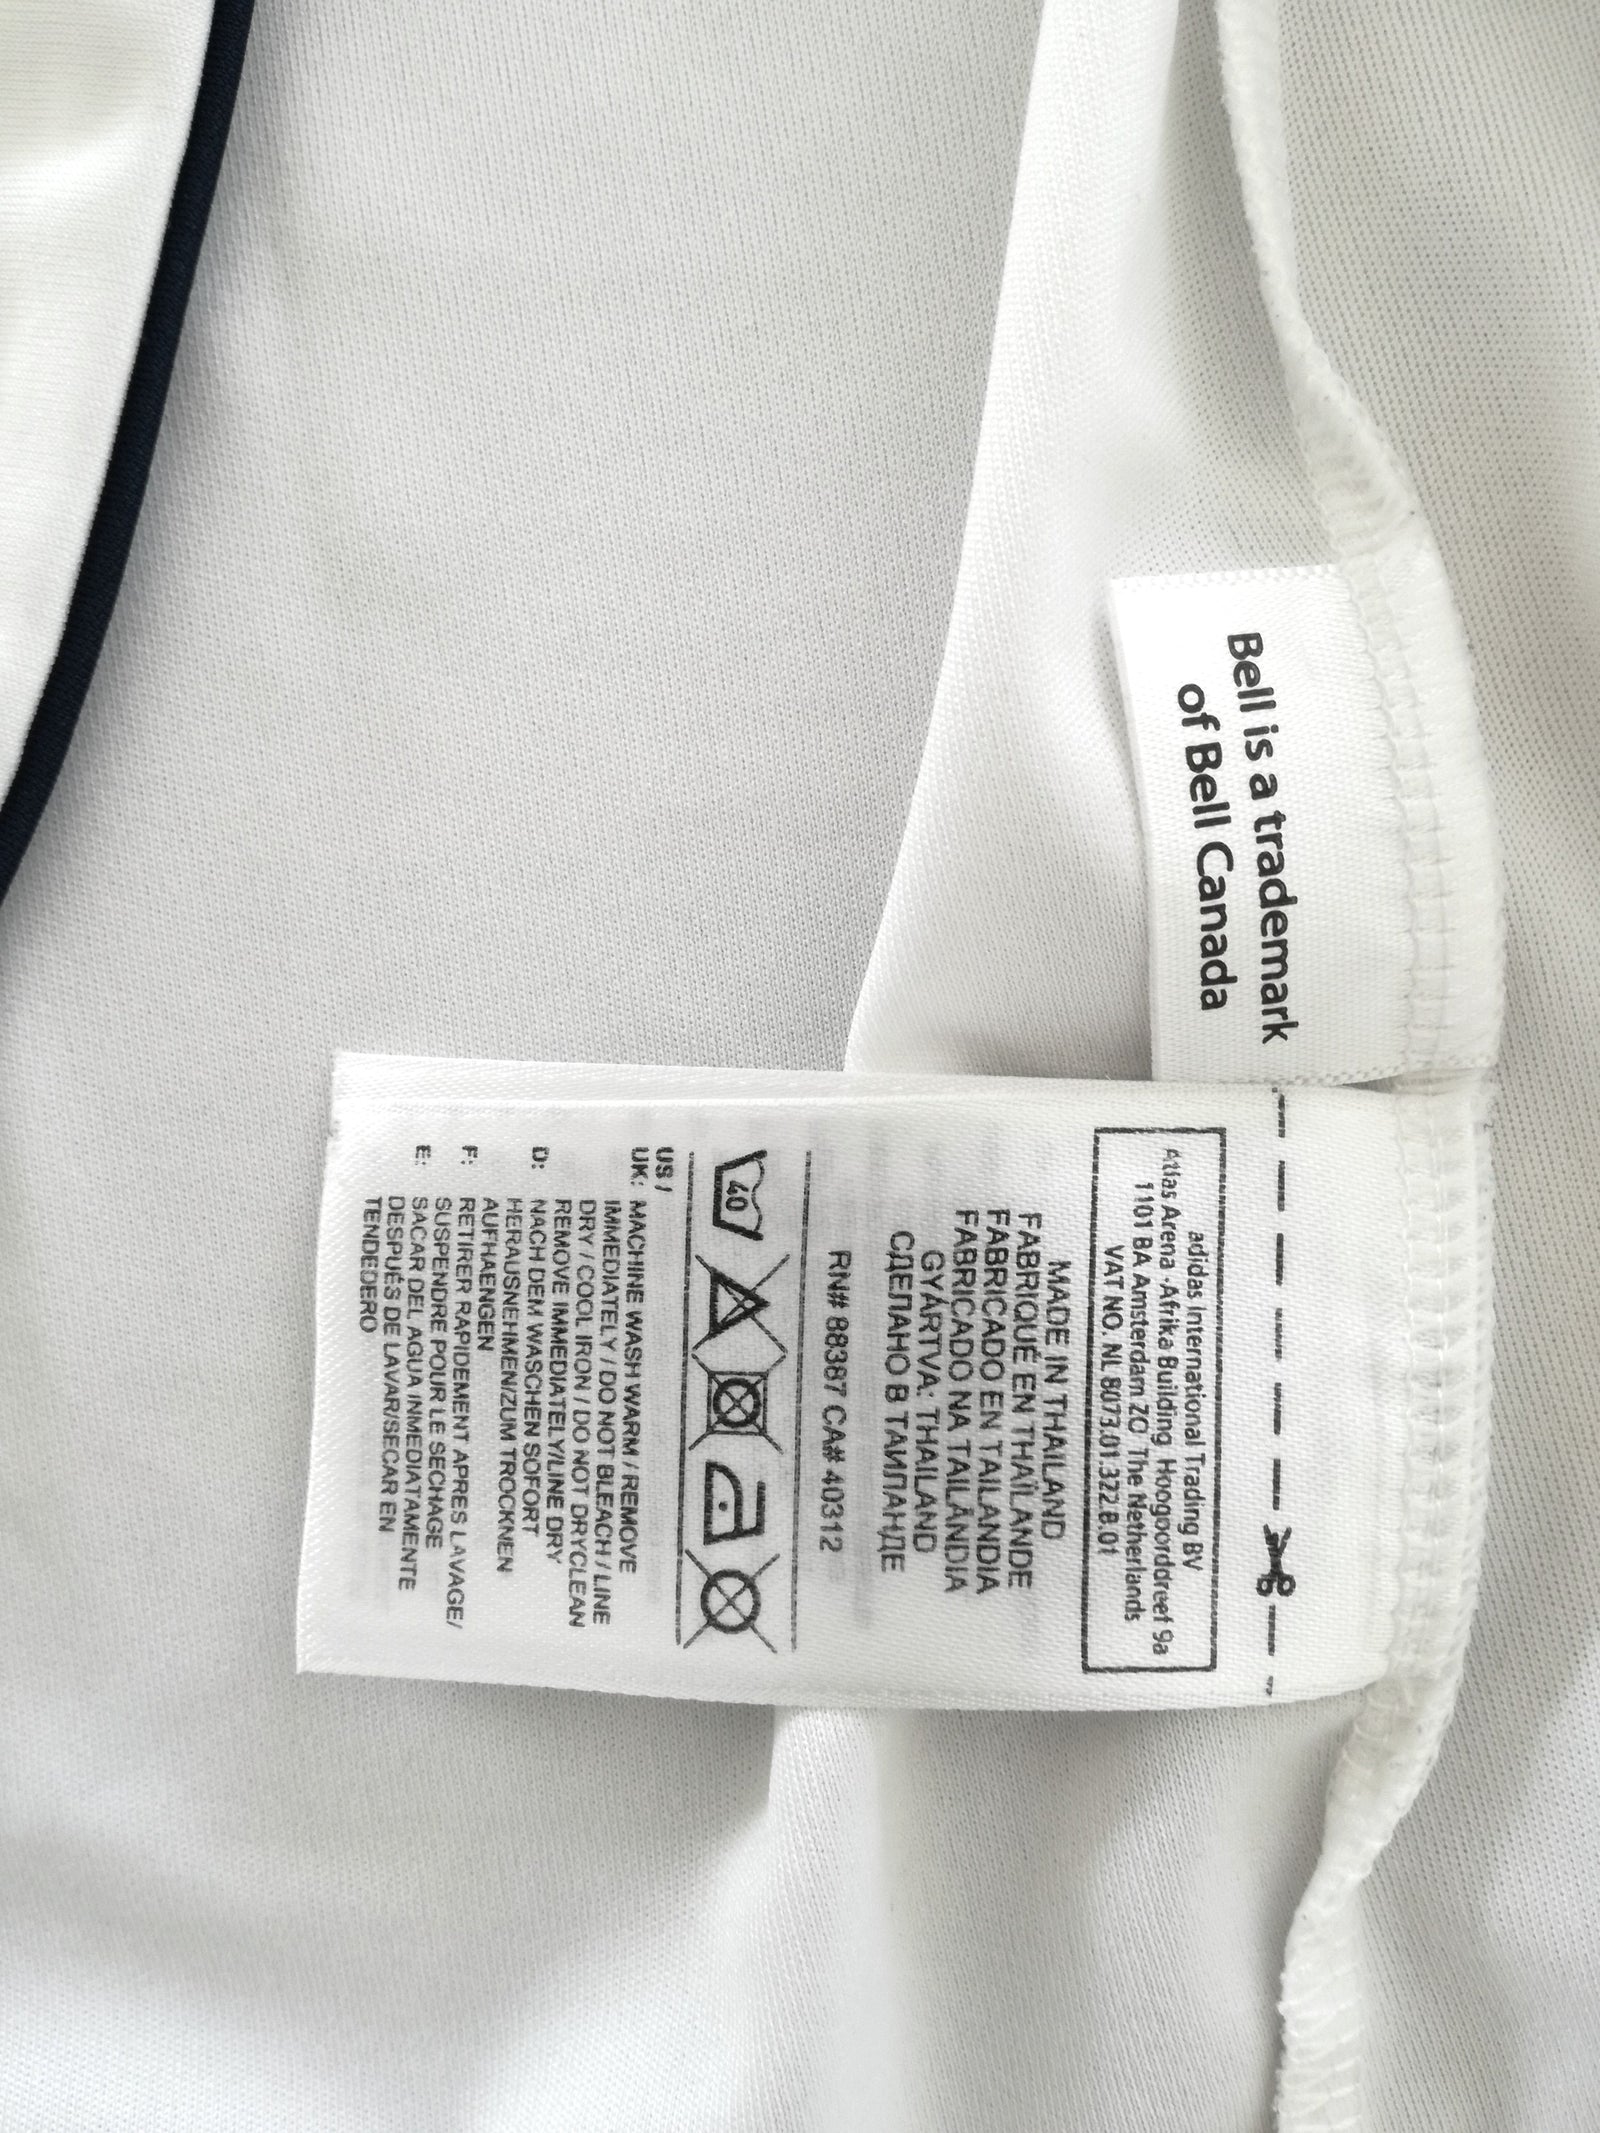 Bell is a trademark
of Bell Canada
adidas International Trading BV
Atlas Arena -Afrika Building Hoogoorddreef 9a
1101 BA Amsterdam ZO The Netherlands
VAT NO. NL 8073.01.322.B.01
MADE IN THAILAND
FABRIQUÉ EN THAÏLANDE
FABRICADO EN TAILANDIA
FABRICADO NA TAILÂNDIA
GYÁRTVA: THAILAND
СДЕЛАНО В ТАИЛАНДЕ
RN# 88387 CA# 40312
40
US /
UK: MACHINE WASH WARM / REMOVE
IMMEDIATELY / DO NOT BLEACH / LINE
DRY / COOL IRON / DO NOT DRYCLEAN
REMOVE IMMEDIATELY/LINE DRY
D: NACH DEM WASCHEN SOFORT
HERAUSNEHMEN/ZUM TROCKNEN
AUFHAENGEN
F: RETIRER RAPIDEMENT APRES LAVAGE/
SUSPENDRE POUR LE SECHAGE
E: SACAR DEL AGUA INMEDIATAMENTE
DESPUÉS DE LAVAR/SECAR EN
TENDEDERO